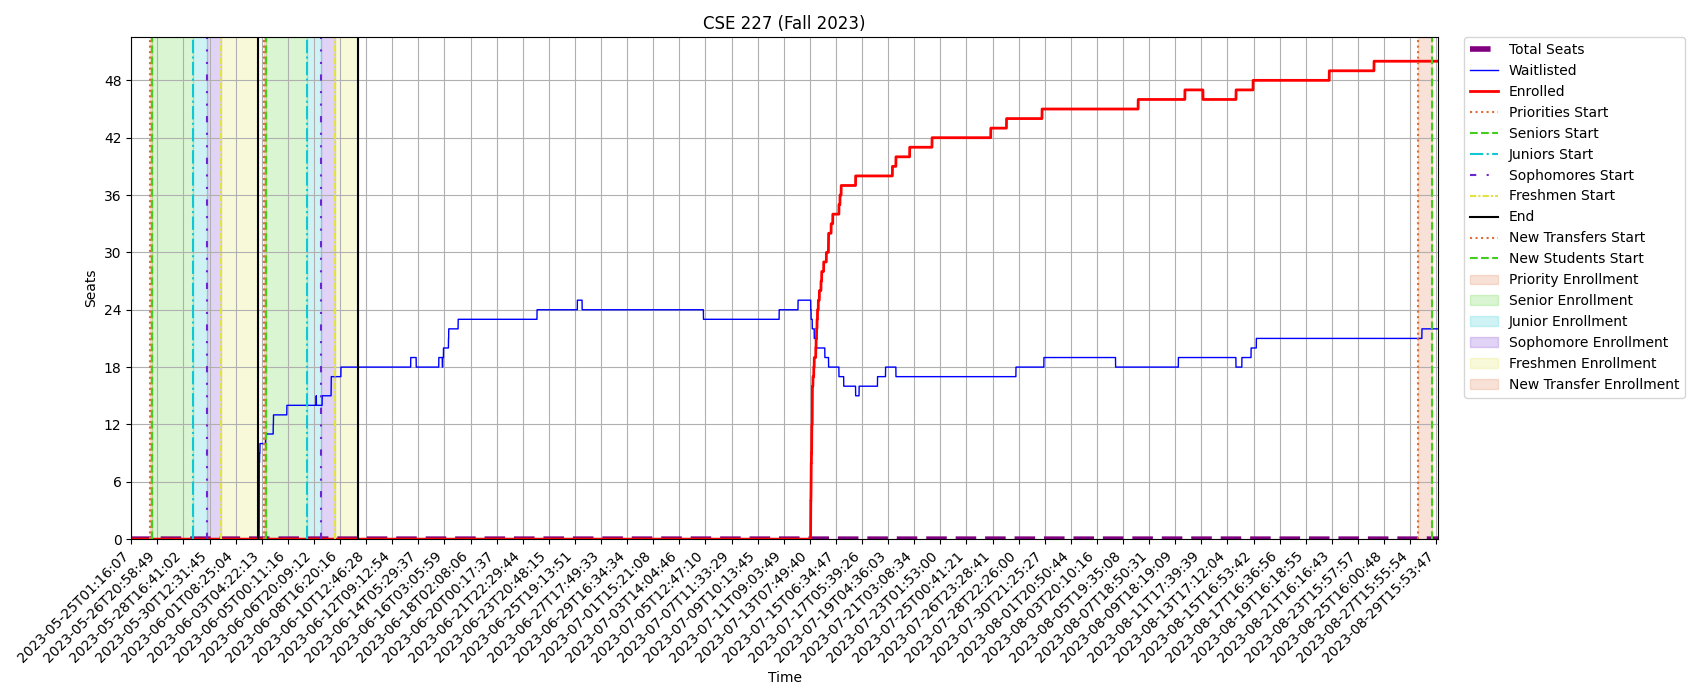 CSE 227 (Fall 2023)
Seats
48
42
36
30
24
18
12
6
0
2023-05-25T01:16:07
2023-05-26T20:58:49
2023-05-28T16:41:02
2023-05-30T12:31:45
2023-06-01T08:25:04
2023-06-03T04:22:13
2023-06-05T00:11:16
2023-06-06T20:09:12
2023-06-08T16:20:16
2023-06-10T12:46:28
2023-06-12T09:12:54
2023-06-14T05:29:37
2023-06-16T03:05:59
2023-06-18T02:08:06
2023-06-20T00:17:37
2023-06-21T22:29:44
2023-06-23T20:48:15
2023-06-25T19:13:51
2023-06-27T17:49:33
2023-06-29T16:34:34
2023-07-01T15:21:08
2023-07-03T14:04:46
2023-07-05T12:47:10
2023-07-07T11:33:29
2023-07-09T10:13:45
2023-07-11T09:03:49
2023-07-13T07:49:40
2023-07-15T06:34:47
2023-07-17T05:39:26
2023-07-19T04:36:03
2023-07-21T03:08:34
2023-07-23T01:53:00
2023-07-25T00:41:21
2023-07-26T23:28:41
2023-07-28T22:26:00
2023-07-30T21:25:27
2023-08-01T20:50:44
2023-08-03T20:10:16
2023-08-05T19:35:08
2023-08-07T18:50:31
2023-08-09T18:19:09
2023-08-11T17:39:39
2023-08-13T17:12:04
2023-08-15T16:53:42
2023-08-17T16:36:56
2023-08-19T16:18:55
2023-08-21T16:16:43
2023-08-23T15:57:57
2023-08-25T16:00:48
2023-08-27T15:55:54
2023-08-29T15:53:47
Time
Total Seats
Waitlisted
Enrolled
Priorities Start
Seniors Start
Juniors Start
Sophomores Start
Freshmen Start
End
New Transfers Start
New Students Start
Priority Enrollment
Senior Enrollment
Junior Enrollment
Sophomore Enrollment
Freshmen Enrollment
New Transfer Enrollment